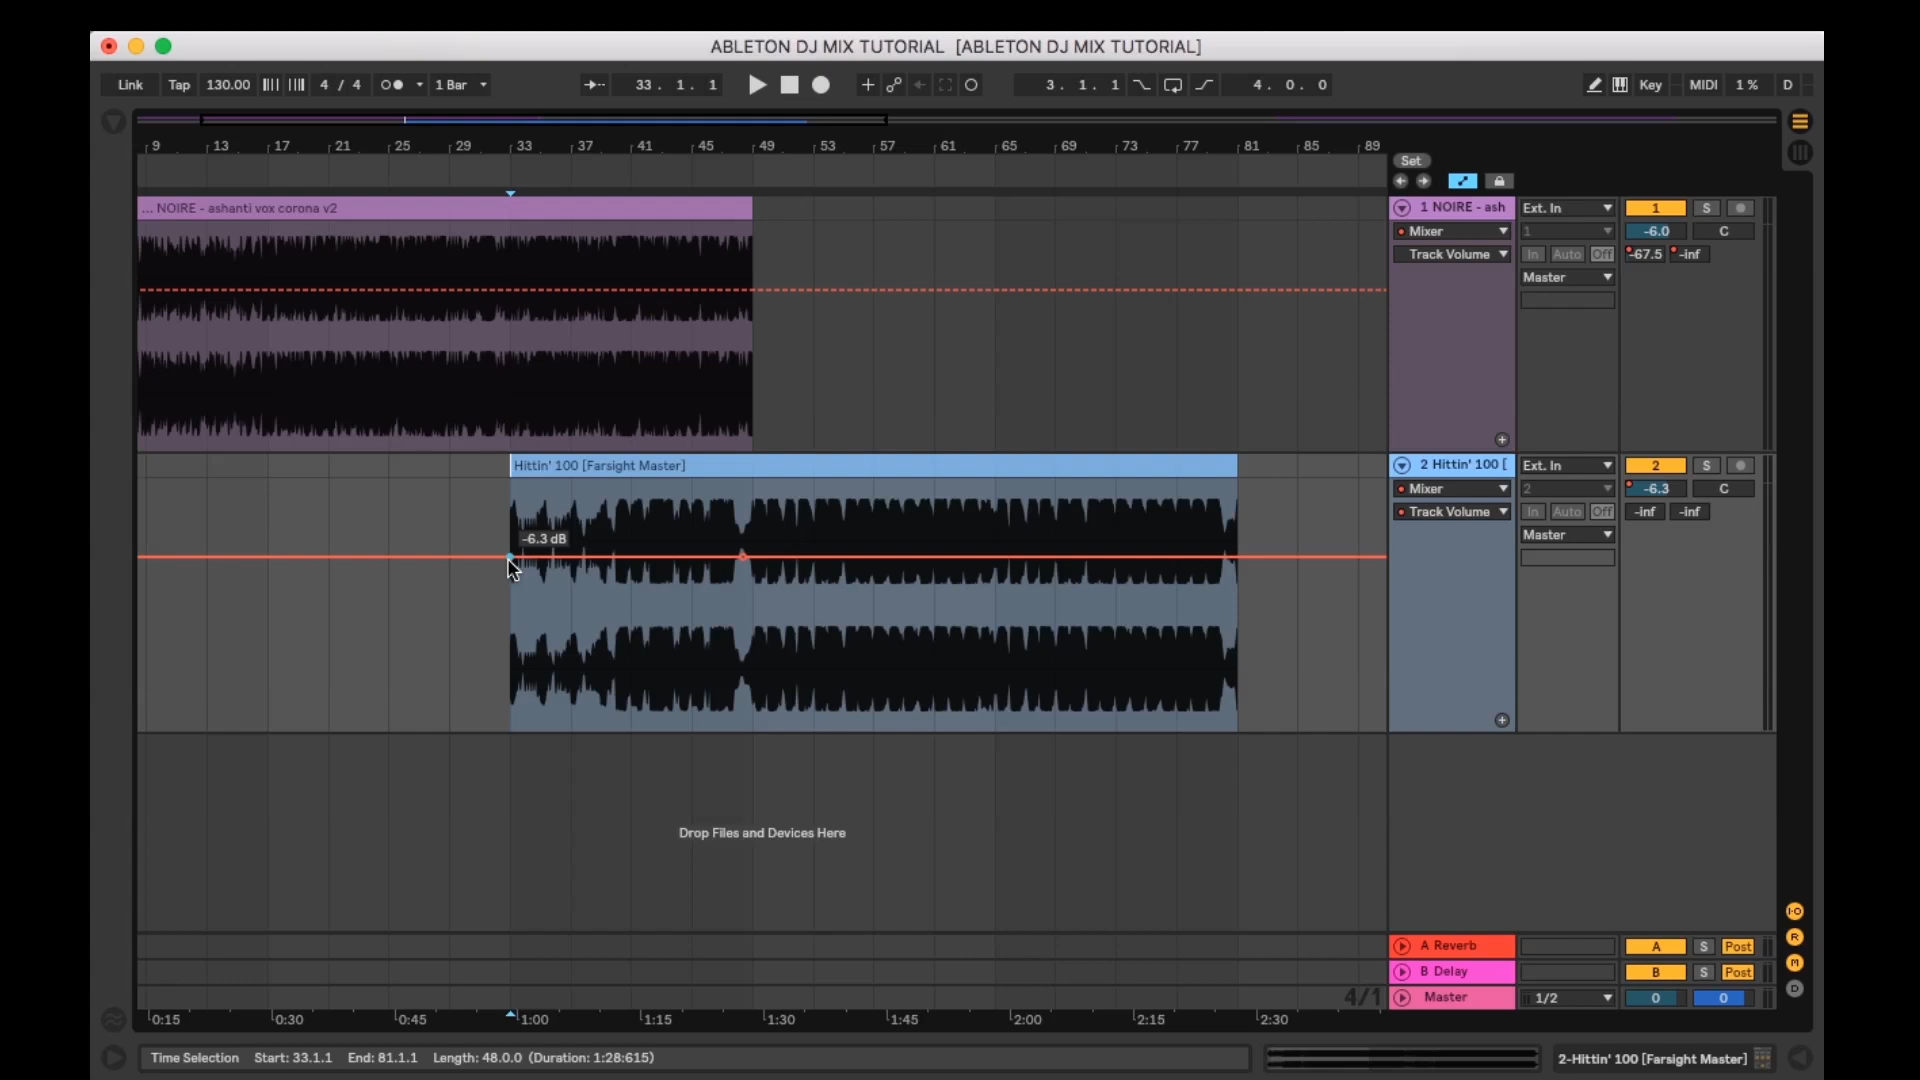 ABLETON DJ MIX TUTORIAL [ABLETON DJ MIX TUTORIAL]
Link Tap 130.00 4 / 4 1 Bar 33 . 1 . 1 3 . 1 . 1 4 . 0 . 0 Key MIDI 1 % D
9 13 17 21 25 29 33 37 41 45 49 53 57 61 65 69 73 77 81 85 89
Set
... NOIRE - ashanti vox corona v2 1 NOIRE - ash Ext. In 1 S
Mixer 1 -6.0 C
Track Volume In Auto Off -67.5 -inf
Master
Hittin' 100 [Farsight Master] 2 Hittin' 100 [ Ext. In 2 S
Mixer 2 -6.3 C
Track Volume In Auto Off -inf -inf
-6.3 dB Master
Drop Files and Devices Here
A Reverb A S Post
B Delay B S Post
4/1 Master 1/2 0 0
I·O
R
M
D
0:15 0:30 0:45 1:00 1:15 1:30 1:45 2:00 2:15 2:30
Time Selection Start: 33.1.1 End: 81.1.1 Length: 48.0.0 (Duration: 1:28:615) 2-Hittin' 100 [Farsight Master]